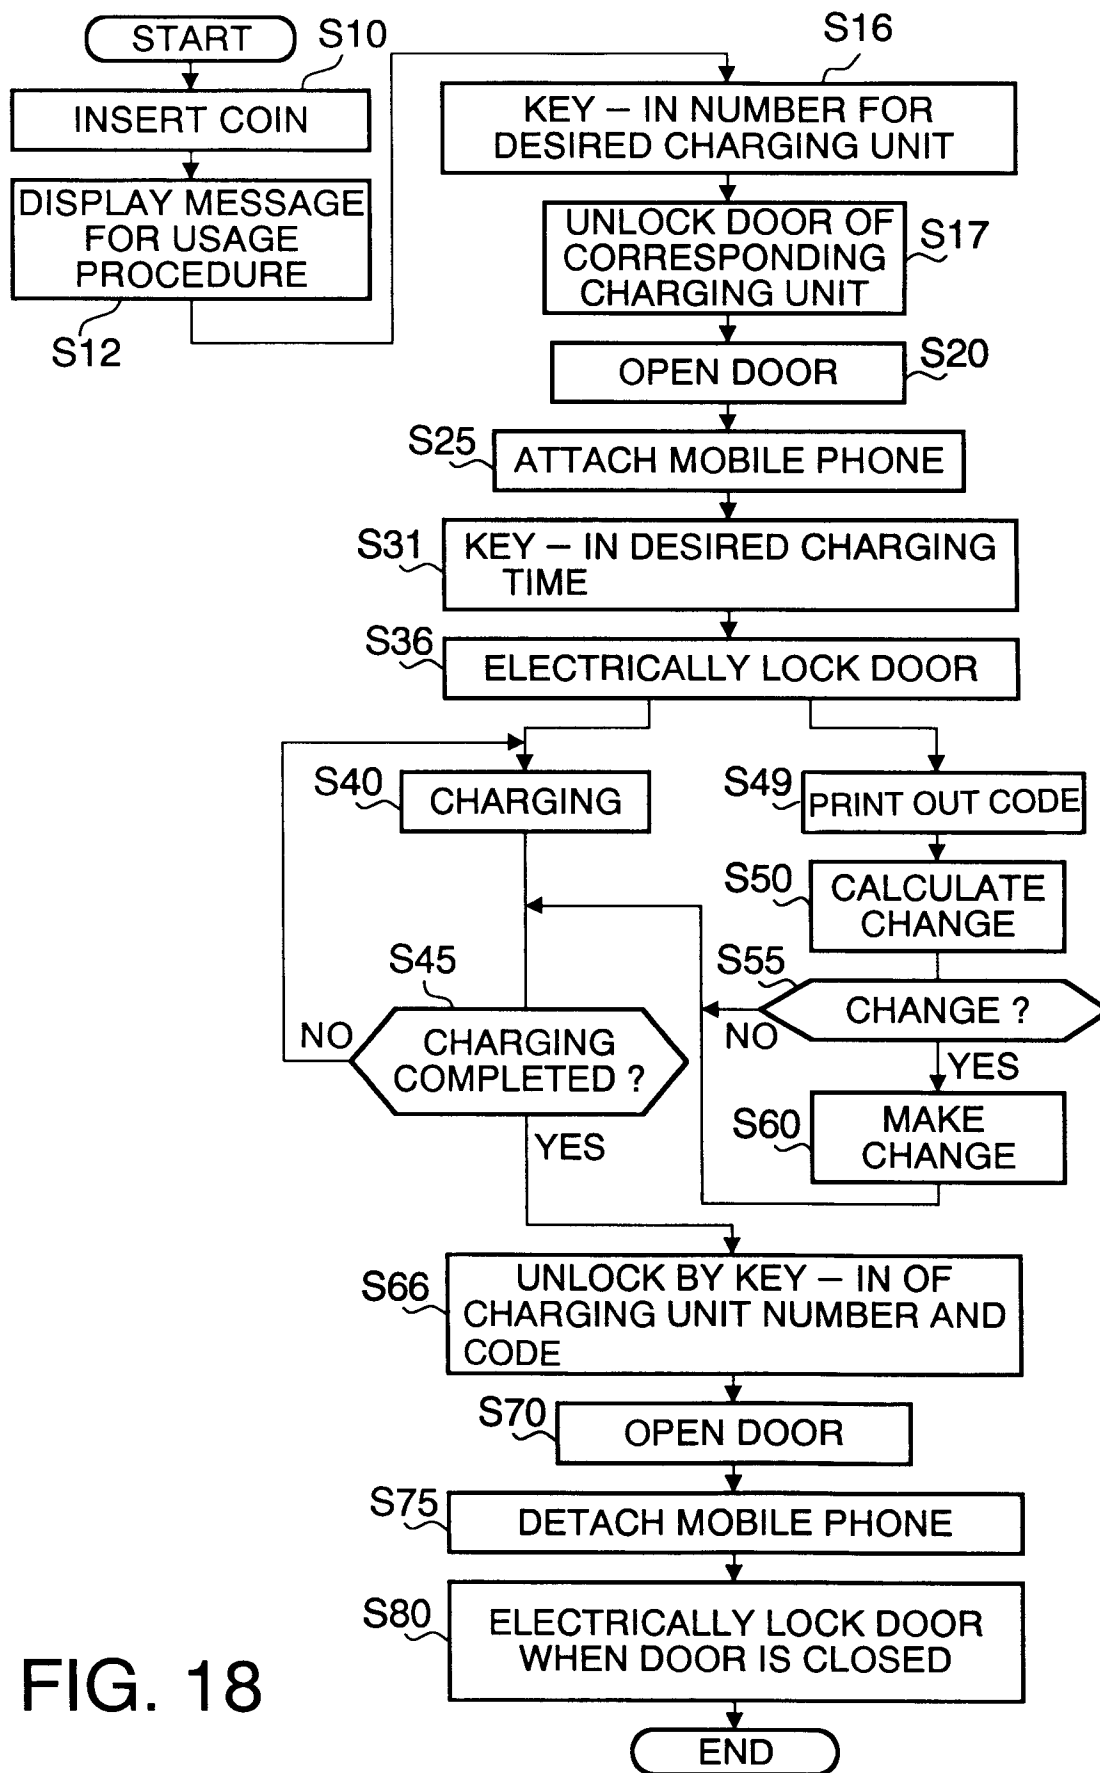 START
S10
INSERT COIN
DISPLAY MESSAGE
FOR USAGE
PROCEDURE
S12
S16
KEY – IN NUMBER FOR
DESIRED CHARGING UNIT
UNLOCK DOOR OF
CORRESPONDING
CHARGING UNIT
S17
OPEN DOOR
S20
S25
ATTACH MOBILE PHONE
S31
KEY – IN DESIRED CHARGING
TIME
S36
ELECTRICALLY LOCK DOOR
S40
CHARGING
S49
PRINT OUT CODE
S50
CALCULATE
CHANGE
S55
CHANGE ?
NO
YES
S60
MAKE
CHANGE
S45
CHARGING
COMPLETED ?
NO
YES
S66
UNLOCK BY KEY – IN OF
CHARGING UNIT NUMBER AND
CODE
S70
OPEN DOOR
S75
DETACH MOBILE PHONE
S80
ELECTRICALLY LOCK DOOR
WHEN DOOR IS CLOSED
END
FIG. 18